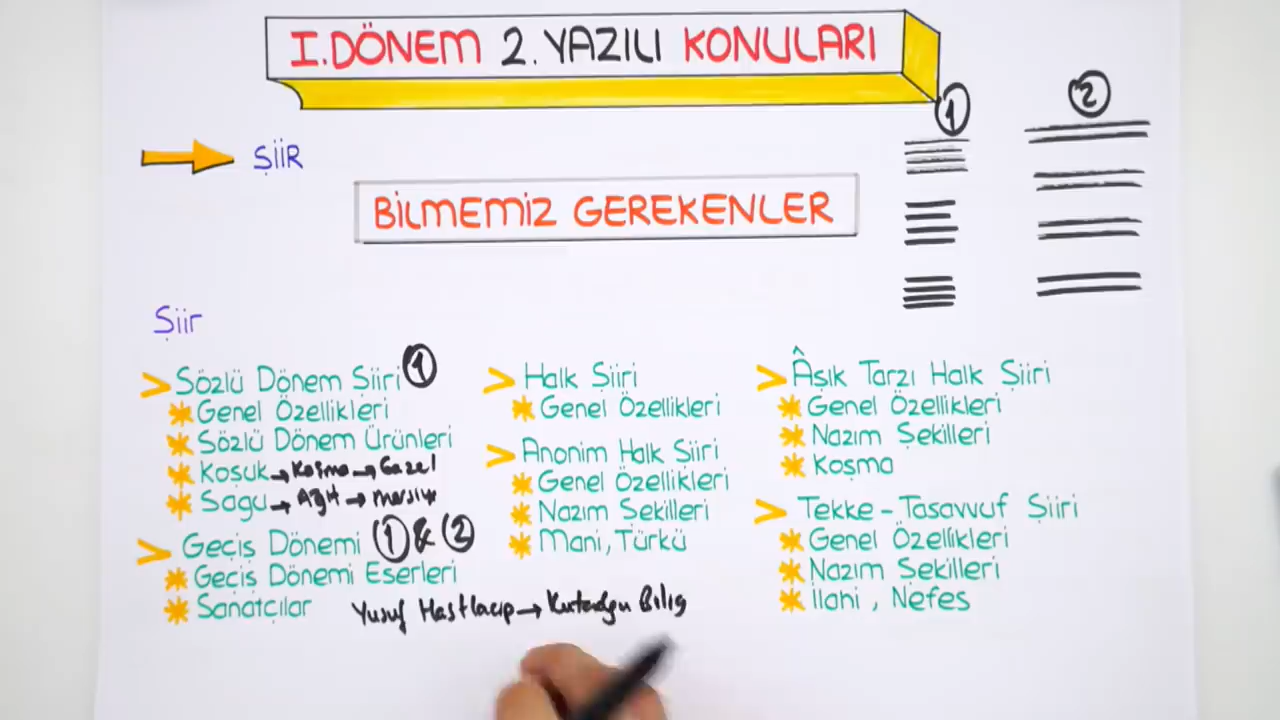 I. DÖNEM 2. YAZILI KONULARI
1
2
ŞİİR
BİLMEMİZ GEREKENLER
Şiir
> Sözlü Dönem Şiiri 1
Genel Özellikleri
Sözlü Dönem Ürünleri
Koşuk → Koşma → Gazel
Sagu → Ağıt → Mersiye
> Geçiş Dönemi 1 & 2
Geçiş Dönemi Eserleri
Sanatçılar
Yusuf Has Hacip → Kutadgu Bilig
> Halk Şiiri
Genel Özellikleri
> Anonim Halk Şiiri
Genel Özellikleri
Nazım Şekilleri
Mani, Türkü
> Âşık Tarzı Halk Şiiri
Genel Özellikleri
Nazım Şekilleri
Koşma
> Tekke - Tasavvuf Şiiri
Genel Özellikleri
Nazım Şekilleri
İlahi, Nefes